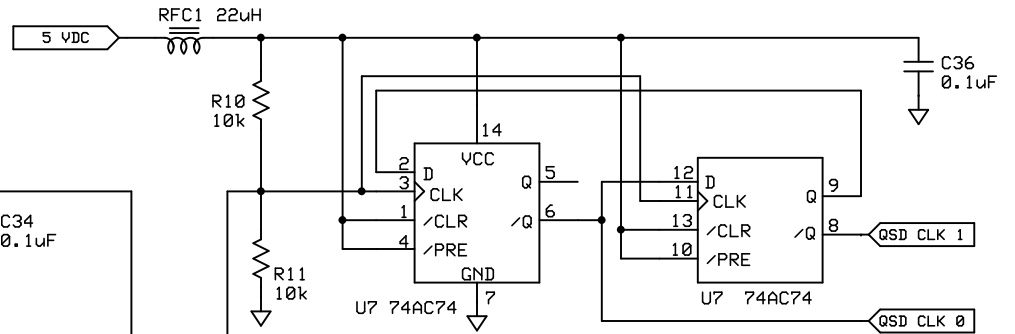 RFC1 22uH
5 VDC
C36
0.1uF
R10
10k
14
VCC
2
D
3
CLK
1
/CLR
4
/PRE
Q
5
/Q
6
GND
7
U7 74AC74
12
D
11
CLK
13
/CLR
10
/PRE
Q
9
/Q
8
U7 74AC74
QSD CLK 1
QSD CLK 0
C34
0.1uF
R11
10k